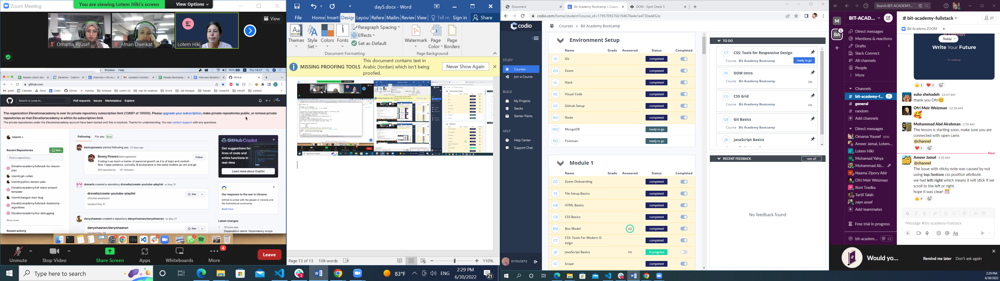 Zoom Meeting
You are viewing Lotem Hiki's screen
View Options
View
Omama Yousef
Afnan Dweikat
Lotem Hiki
Window Help
100%
Thu 14:27
Rawabi cohort date
Elevation - Calenda
Overview « Bit Acad
Updated invitation:
Rawabi Bootcamp
Interview Question
GitHub
github.com
gmail
Calendar
Drive
Codio
GitHub
monday
fullstack
cohort 23
mac for students
מיונים
Job manager
Rawabi
CyberArk
לקוחות
content
Search or jump to...
Pull requests Issues Marketplace Explore
The organization Elevationacademy is over its private repository subscription limit (13697 of 10000). Please upgrade your subscription, make private repositories public, or remove private
repositories so that Elevationacademy is within its subscription limit.
The private repositories under the Elevationacademy account have been locked until this is resolved. Thanks for understanding. You can contact support with any questions.
lotemh
Recent Repositories
New
Find a repository...
Elevationacademy/fullstack-bc-lesson-
plan
lotemh/git-collab
lotemh/python-lesson-plan
Elevationacademy/full-stack-project-
template
lotemh/hanged-man-bug
Elevationacademy/fullstack-bootcamp-
algorithms
Elevationacademy/live-debugging
Show more
Recent activity
Following
For you Beta
bennypowers started following you 23 days ago
Benny Powers bennypowers
Follow
Coding is as much a matter of personal growth as it is of logic and control-
flow. I keep patience, curiosity, & exuberance in the same toolbox as vim and git.
253 repositories 181 followers
drsnails created a repository drsnails/create-youtube-playlist on May 31
drsnails/create-youtube-playlist
Star
chrome extension
Updated May 31
danyshaanan created a repository danyshaanan/danyshaanan on May 27
danyshaanan/danyshaanan
Star
Updated May 28
GitHub Copilot
Get suggestions for
lines of code and
entire functions in
real-time
Learn more about Copilot
Our response to the war in Ukraine
GitHub is united with the people of Ukraine and
the international community.
Read more
Latest changes
18 hours ago
Dependabot alerts: Dependency scope
Unmute
Stop Video
Share Screen
Apps
Whiteboards
More
4
Leave
day5.docx - Word
File
Home
Insert
Design
Layou
Refere
Mailin
Review
View
Tell m
Sign in
Share
Themes
Style
Set
Colors
Fonts
Paragraph Spacing
Effects
Set as Default
Document Formatting
Watermark
Page
Color
Page
Borders
Page Background
MISSING PROOFING TOOLS
This document contains text in
Arabic (Jordan) which isn't being
proofed.
Never Show Again
Page 13 of 13
108 words
110%
Type here to search
83°F
ENG
2:29 PM
6/30/2022
21
Document
Bit Academy Bootcamp « Course
DOM - Spot Check 5
codio.com/home/student?course_id=17957093766194678e4e1e4730ad452e
codio
Courses > Bit Academy Bootcamp
STUDY
Courses
Join a Course
BUILD
My Projects
Stacks
Starter Packs
HELP
Help Center
Support Chat
OYOUSEF2
Environment Setup
Name Grade Answered Status Completed
GI Git completed
ZO Zoom completed
SL Slack completed
VC Visual Code completed
GS Github Setup completed
NO Node completed
MO MongoDB ready to go
PO Postman ready to go
Module 1
Name Grade Answered Status Completed
ZO Zoom Onboarding completed
FS File Setup Basics completed
HB HTML Basics completed
CB CSS Basics completed
BM Box Model All completed
CT CSS: Tools For Modern D
esign completed
JB JavaScript Basics 0% in progress
SC Scope completed
TO DO
CT CSS: Tools for Responsive Design
Course Bit Academy Bootcamp ready to go
DI DOM Intro
Course Bit Academy Bootcamp 0%
CG CSS Grid
Course Bit Academy Bootcamp 0%
GB Git Basics
Course Bit Academy Bootcamp
JB JavaScript Basics
RECENT FEEDBACK
see all
No feedback found
Search BIT-ACADEMY...
M
BA
1
BIT-ACAD...
Direct messages
Mentions & reactions
Drafts 1
Slack Connect
All channels
People
More
Channels
# bit-academy-f... 1
# general
# random
Add channels
Direct messages
Omama Yousef you
Ameer Jamal, Lotem...
Lotem Hiki
Mohamad Yahya
Mohammad Ab...
Naama Zipory Abir
Ofri Meir Weizman
Roni Tzadka
Tartil Talah
zayn assaf
Add teammates
Free trial in progress
bit-academ...
# bit-academy-fullstack
27
Bit Academy ZOOM
Today
Write Your Future
1 3
suha shehadeh 12:47 AM
thank you Ofri😊
Ofri Meir Weizman 12:58 AM
🥰
Mohammad Abd Alrahman 2:59 AM
The lesson is starting soon, make sure you are
connected with open cams
@channel
1
New
Ameer Jamal 3:35 AM
@channel
The issue with sticky note was caused by not
using top/bottom css position attribute.
we had left/right which means it will stick if we
scroll to the left or right.
hope it was clear! 🎊
4
Message #bit-academy-fullstack
Would yo...
Remind me later
Don't ask again
2:29 PM
6/30/2022